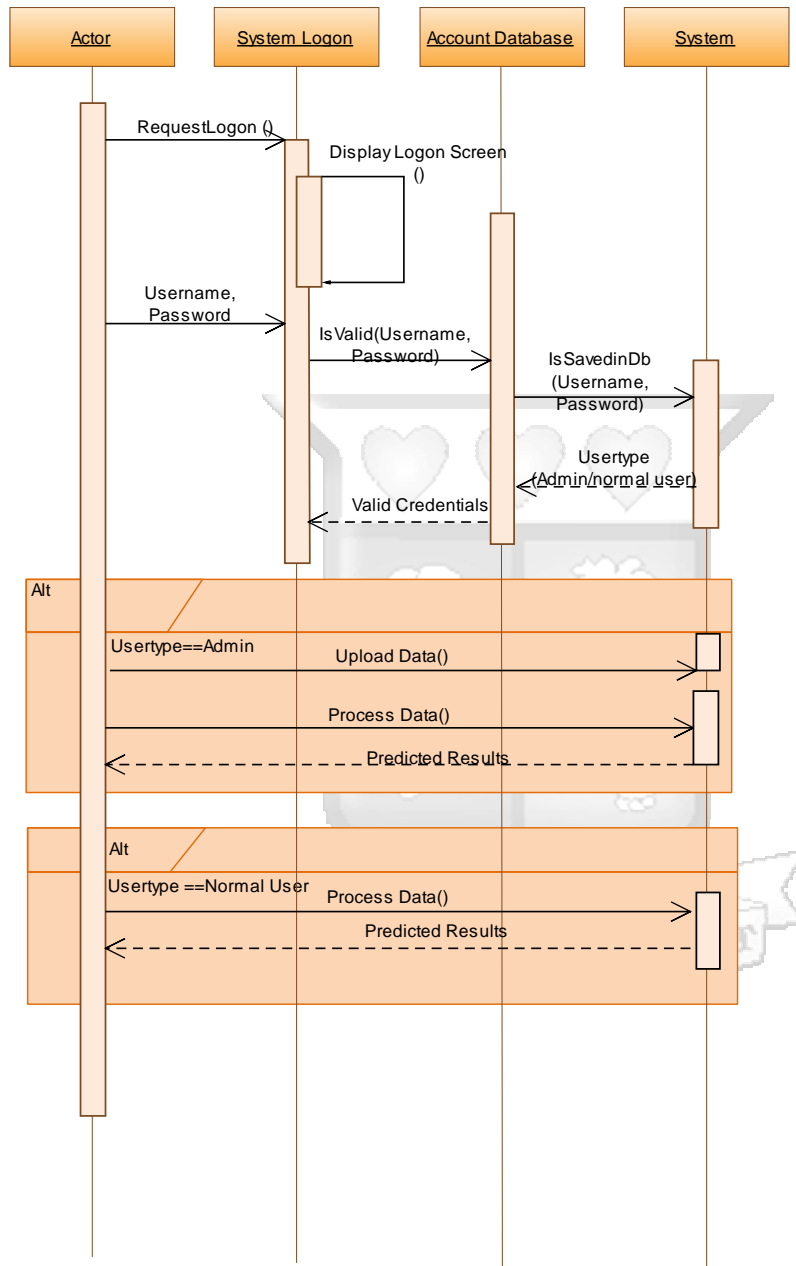 Actor
System Logon
Account Database
System
RequestLogon ()
Display Logon Screen
()
Username,
Password
IsValid(Username,
Password)
IsSavedinDb
(Username,
Password)
Usertype
(Admin/normal user)
Valid Credentials
Alt
Usertype==Admin
Upload Data()
Process Data()
Predicted Results
Alt
Usertype ==Normal User
Process Data()
Predicted Results